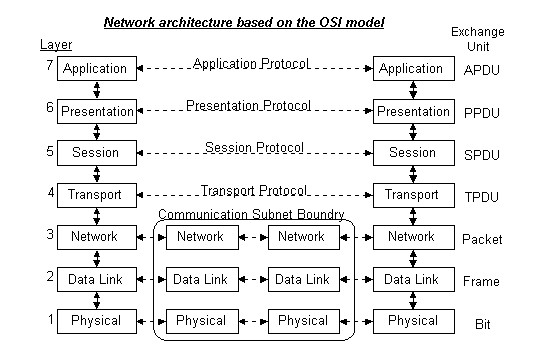 Network architecture based on the OSI model
Layer
Exchange
Unit
7 Application Application Protocol Application APDU
6 Presentation Presentation Protocol Presentation PPDU
5 Session Session Protocol Session SPDU
4 Transport Transport Protocol Transport TPDU
Communication Subnet Boundry
3 Network Network Network Network Packet
2 Data Link Data Link Data Link Data Link Frame
1 Physical Physical Physical Physical Bit